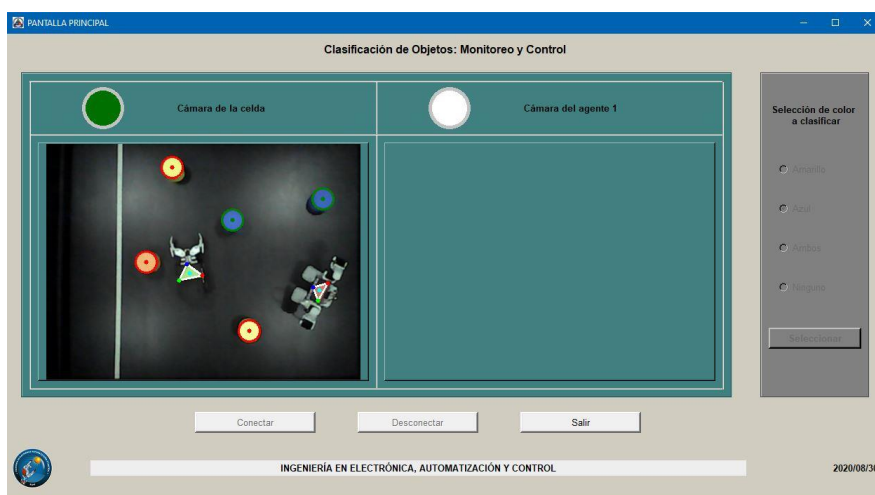 PANTALLA PRINCIPAL
Clasificación de Objetos: Monitoreo y Control
Cámara de la celda
Cámara del agente 1
Selección de color
a clasificar
Amarillo
Azul
Ambos
Ninguno
Seleccionar
Conectar
Desconectar
Salir
INGENIERÍA EN ELECTRÓNICA, AUTOMATIZACIÓN Y CONTROL
2020/08/30